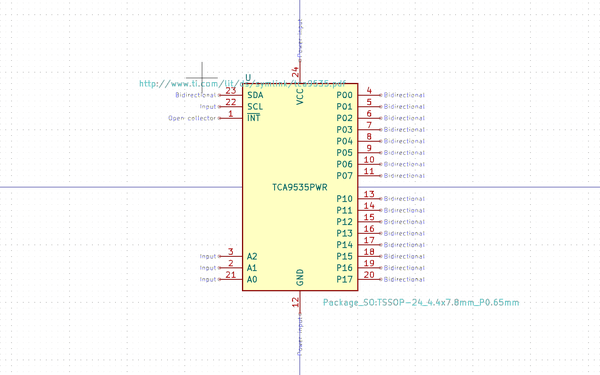 Power input
24
U
http://www.ti.com/lit/ds/symlink/tca9535.pdf
VCC
Bidirectional 23 SDA P00 4 Bidirectional
Input 22 SCL P01 5 Bidirectional
Open collector 1 INT P02 6 Bidirectional
P03 7 Bidirectional
P04 8 Bidirectional
P05 9 Bidirectional
P06 10 Bidirectional
P07 11 Bidirectional
TCA9535PWR
P10 13 Bidirectional
P11 14 Bidirectional
P12 15 Bidirectional
P13 16 Bidirectional
P14 17 Bidirectional
Input 3 A2 P15 18 Bidirectional
Input 2 A1 P16 19 Bidirectional
Input 21 A0 P17 20 Bidirectional
GND
12
Package_SO:TSSOP-24_4.4x7.8mm_P0.65mm
Power input